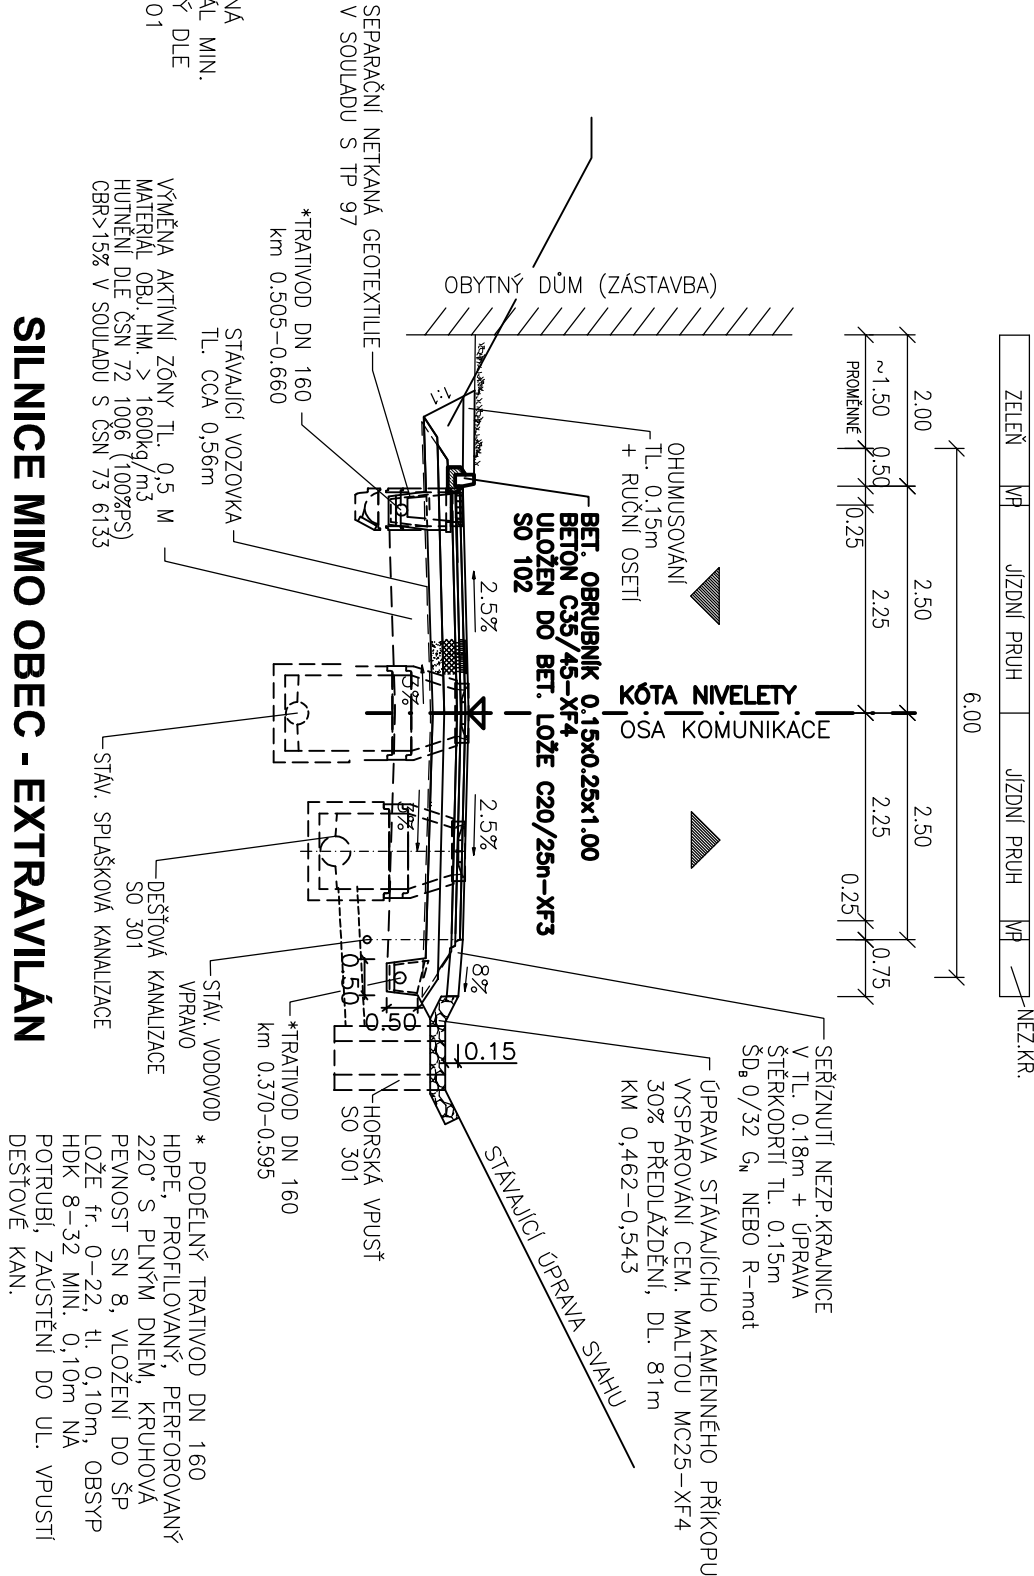 ZELEŇ
VP
JÍZDNÍ PRUH
JÍZDNÍ PRUH
VP
NEZ.KR.
6.00
2.00
2.50
2.50
~1.50
PROMĚNNÉ
0.50
0.25
2.25
2.25
0.25
0.75
OBYTNÝ DŮM (ZÁSTAVBA)
KÓTA NIVELETY
OSA KOMUNIKACE
OHUMUSOVÁNÍ
TL. 0.15m
+ RUČNÍ OSETÍ
BET. OBRUBNÍK 0.15x0.25x1.00
BETON C35/45-XF4
ULOŽEN DO BET. LOŽE C20/25n-XF3
SO 102
SEŘÍZNUTÍ NEZP.KRAJNICE
V TL. 0.18m + ÚPRAVA
ŠTĚRKODRTÍ TL. 0.15m
ŠD_B 0/32 G_N NEBO R-mat
ÚPRAVA STÁVAJÍCÍHO KAMENNÉHO PŘÍKOPU
VYSPÁROVÁNÍ CEM. MALTOU MC25-XF4
30% PŘEDLÁŽDĚNÍ, DL. 81m
KM 0,462-0,543
STÁVAJÍCÍ ÚPRAVA SVAHU
1:1
2.5%
2.5%
8%
3%
3%
0.15
0.50
0.50
SEPARAČNÍ NETKANÁ GEOTEXTILIE
V SOULADU S TP 97
*TRATIVOD DN 160
km 0.505-0.660
STÁVAJÍCÍ VOZOVKA
TL. CCA 0,56m
VÝMĚNA AKTIVNÍ ZÓNY TL. 0,5 M
MATERIÁL OBJ. HM. > 1600kg/m3
HUTNĚNÍ DLE ČSN 72 1006 (100%PS)
CBR>15% V SOULADU S ČSN 73 6133
NÁ
ÁL MIN.
Ý DLE
01
STÁV. SPLAŠKOVÁ KANALIZACE
DEŠŤOVÁ KANALIZACE
SO 301
STÁV. VODOVOD
VPRAVO
*TRATIVOD DN 160
km 0.370-0.595
HORSKÁ VPUSŤ
SO 301
* PODÉLNÝ TRATIVOD DN 160
HDPE, PROFILOVANÝ, PERFOROVANÝ
220° S PLNÝM DNEM, KRUHOVÁ
PEVNOST SN 8, VLOŽENÍ DO ŠP
LOŽE fr. 0-22, tl. 0,10m, OBSYP
HDK 8-32 MIN. 0,10m NA
POTRUBÍ, ZAÚSTĚNÍ DO UL. VPUSTÍ
DEŠŤOVÉ KAN.
SILNICE MIMO OBEC - EXTRAVILÁN